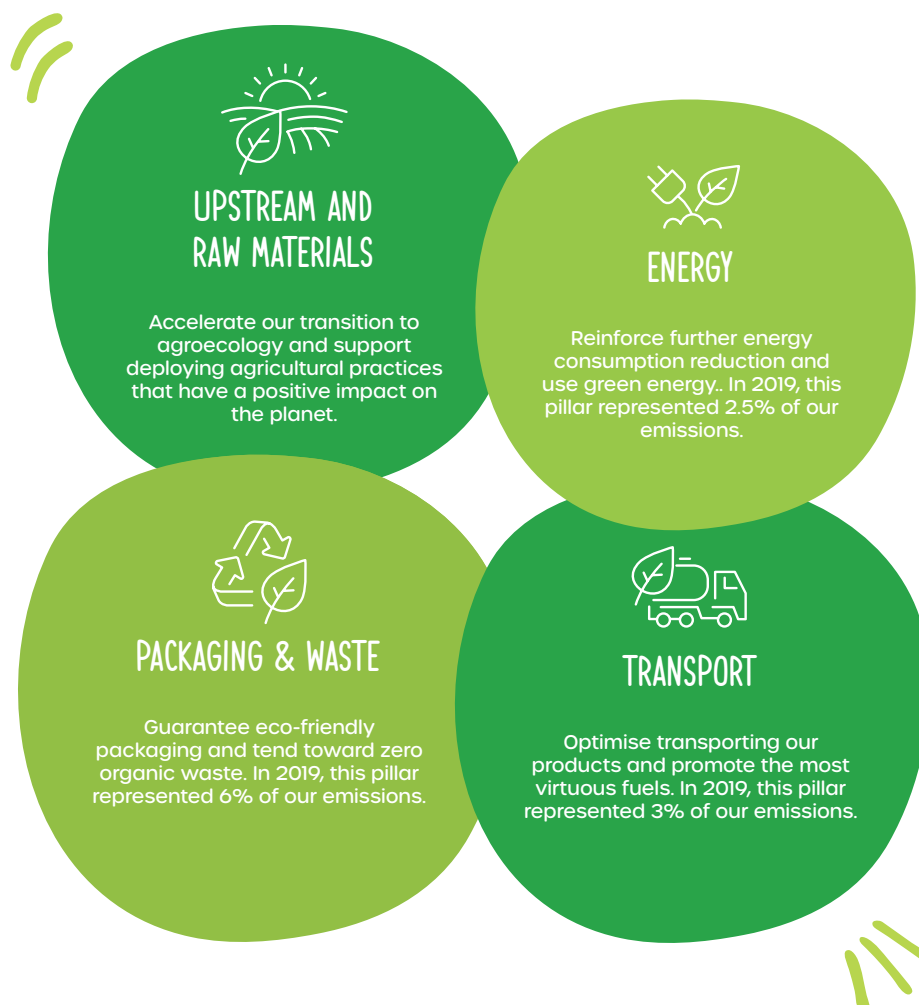 UPSTREAM AND
RAW MATERIALS
Accelerate our transition to
agroecology and support
deploying agricultural practices
that have a positive impact on
the planet.
ENERGY
Reinforce further energy
consumption reduction and
use green energy.. In 2019, this
pillar represented 2.5% of our
emissions.
PACKAGING & WASTE
Guarantee eco-friendly
packaging and tend toward zero
organic waste. In 2019, this pillar
represented 6% of our emissions.
TRANSPORT
Optimise transporting our
products and promote the most
virtuous fuels. In 2019, this pillar
represented 3% of our emissions.